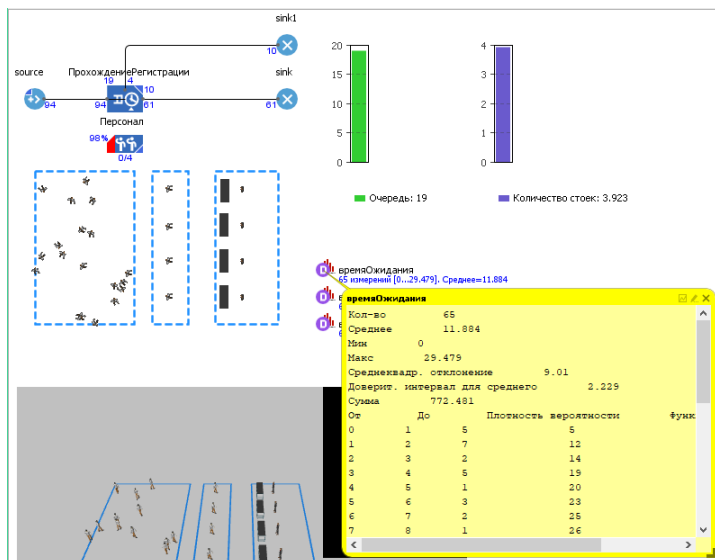 sink1
10
source
ПрохождениеРегистрации
sink
19 4
10
94
94
61
61
Персонал
98%
0/4
20
15
10
5
0
4
3
2
1
0
Очередь: 19
Количество стоек: 3.923
времяОжидания
65 измерений [0...29.479]. Среднее=11.884
времяОжидания
Кол-во 65
Среднее 11.884
Мин 0
Макс 29.479
Среднеквадр. отклонение 9.01
Доверит. интервал для среднего 2.229
Сумма 772.481
От До Плотность вероятности Функ
0 1 5 5
1 2 7 12
2 3 2 14
3 4 5 19
4 5 1 20
5 6 3 23
6 7 2 25
7 8 1 26